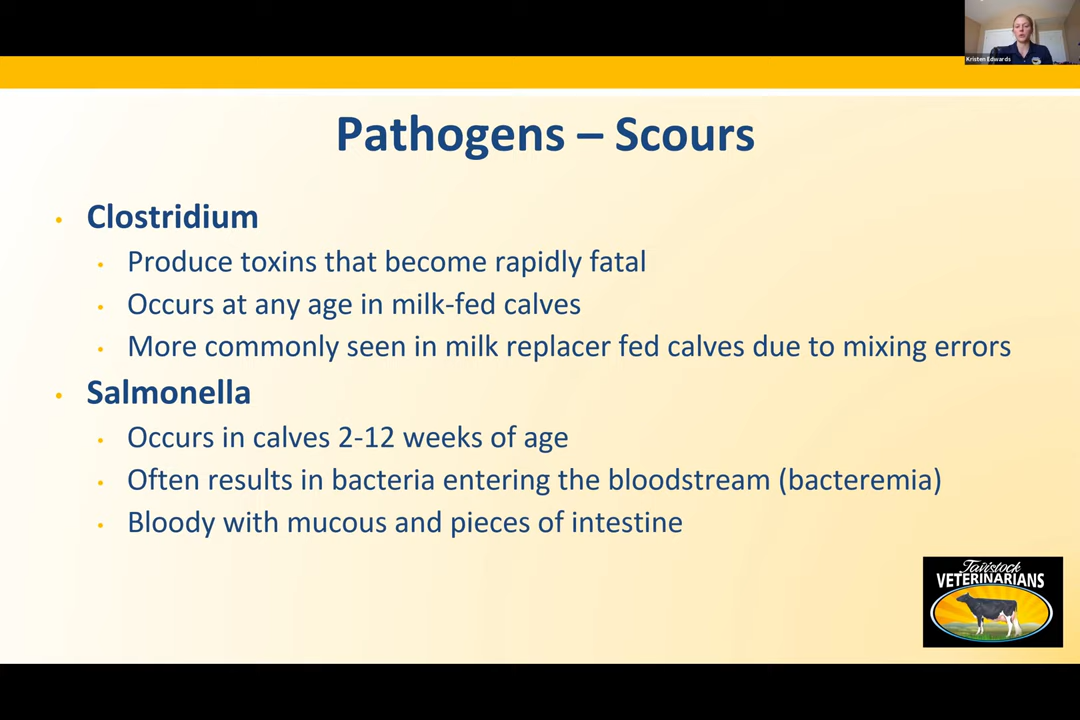 Kristen Edwards
Pathogens – Scours
• Clostridium
• Produce toxins that become rapidly fatal
• Occurs at any age in milk-fed calves
• More commonly seen in milk replacer fed calves due to mixing errors
• Salmonella
• Occurs in calves 2-12 weeks of age
• Often results in bacteria entering the bloodstream (bacteremia)
• Bloody with mucous and pieces of intestine
Tavistock
VETERINARIANS